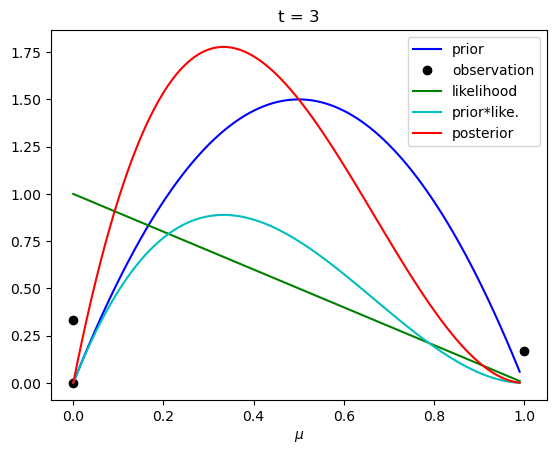 t = 3
prior
observation
likelihood
prior*like.
posterior
1.75
1.50
1.25
1.00
0.75
0.50
0.25
0.00
0.0 0.2 0.4 0.6 0.8 1.0
μ